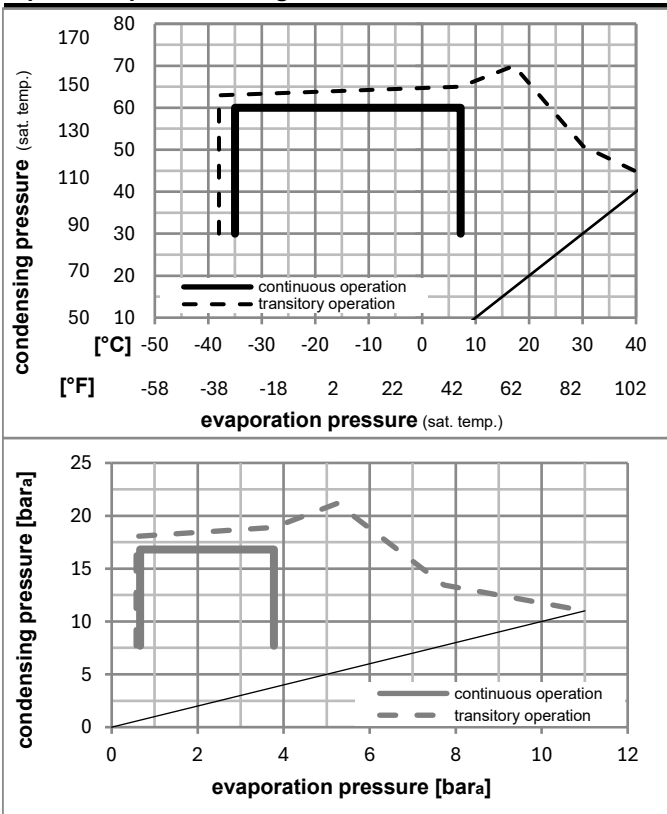 condensing pressure (sat. temp.)
170 80
70
150 60
130 50
110 40
90 30
70 20
50 10
continuous operation
transitory operation
[°C] -50 -40 -30 -20 -10 0 10 20 30 40
[°F] -58 -38 -18 2 22 42 62 82 102
evaporation pressure (sat. temp.)
condensing pressure [bara]
25
20
15
10
5
0
continuous operation
transitory operation
0 2 4 6 8 10 12
evaporation pressure [bara]